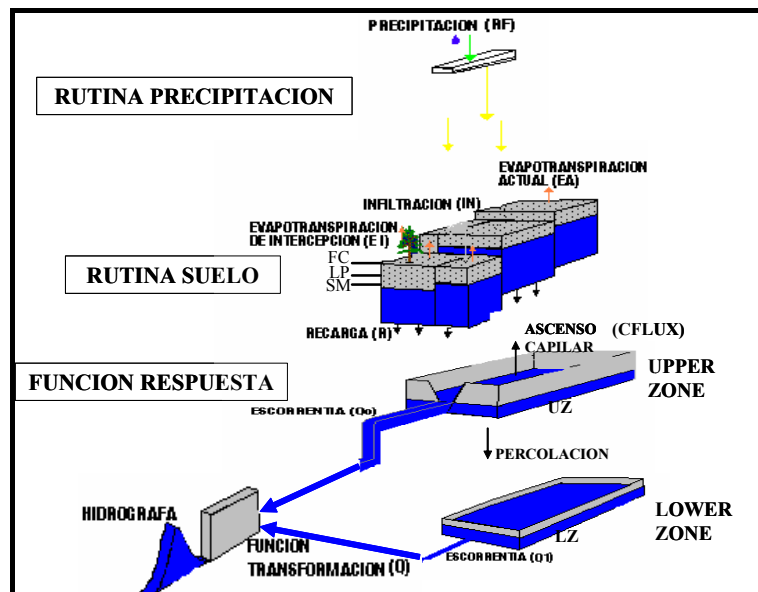 PRECIPITACION (RF)
RUTINA PRECIPITACION
EVAPOTRANSPIRACION
ACTUAL (EA)
INFILTRACION (IN)
EVAPOTRANSPIRACION
DE INTERCEPCION (E I)
FC
LP
SM
RUTINA SUELO
RECARGA (R)
ASCENSO (CFLUX)
CAPILAR
UPPER
ZONE
FUNCION RESPUESTA
ESCORRENTIA (Qo)
UZ
PERCOLACION
HIDROGRAFA
LOWER
ZONE
LZ
FUNCION
TRANSFORMACION (Q)
ESCORRENTIA (Q1)